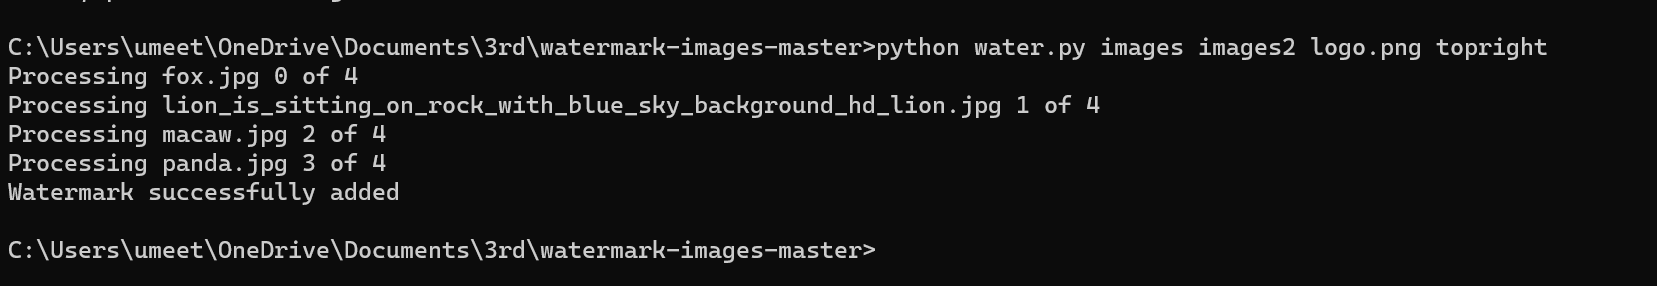 C:\Users\umeet\OneDrive\Documents\3rd\watermark-images-master>python water.py images images2 logo.png topright
Processing fox.jpg 0 of 4
Processing lion_is_sitting_on_rock_with_blue_sky_background_hd_lion.jpg 1 of 4
Processing macaw.jpg 2 of 4
Processing panda.jpg 3 of 4
Watermark successfully added
C:\Users\umeet\OneDrive\Documents\3rd\watermark-images-master>